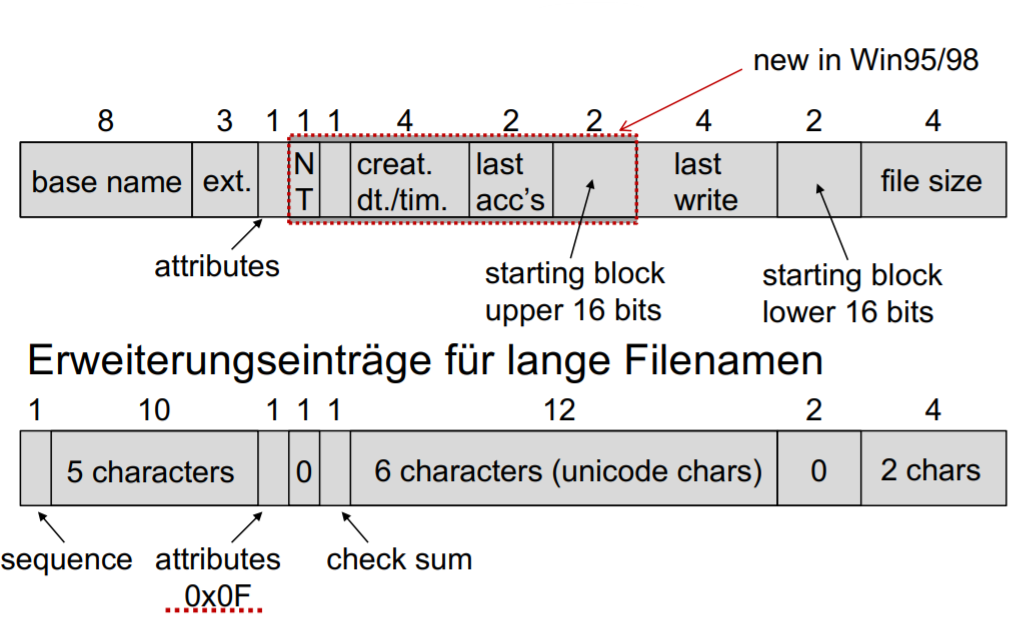 new in Win95/98
8 3 1 1 1 4 2 2 4 2 4
base name ext. N T creat. dt./tim. last acc's last write file size
attributes
starting block upper 16 bits
starting block lower 16 bits
Erweiterungseinträge für lange Filenamen
1 10 1 1 1 12 2 4
5 characters 0 6 characters (unicode chars) 0 2 chars
sequence attributes check sum
0x0F